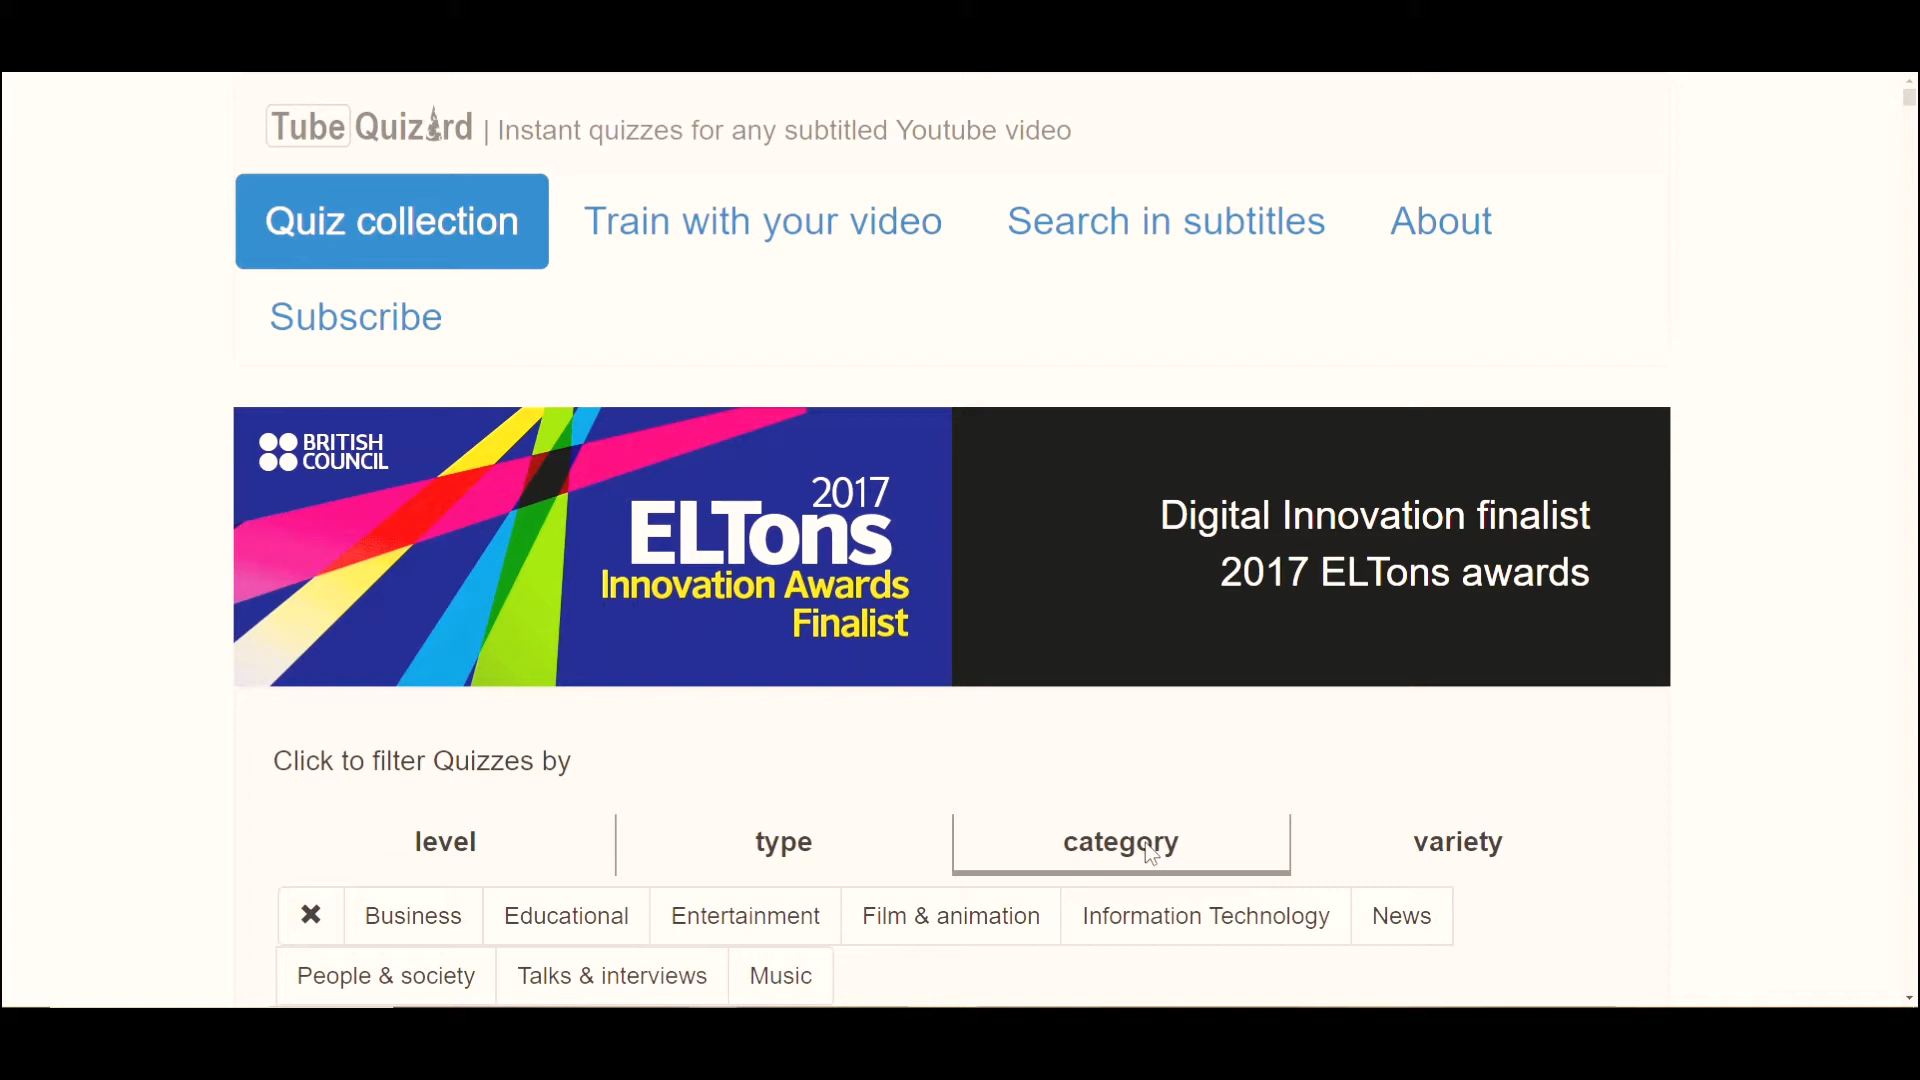 Tube Quizard | Instant quizzes for any subtitled Youtube video
Quiz collection Train with your video Search in subtitles About
Subscribe
BRITISH
COUNCIL
2017
ELTons
Innovation Awards
Finalist
Digital Innovation finalist
2017 ELTons awards
Click to filter Quizzes by
level type category variety
✖ Business Educational Entertainment Film & animation Information Technology News
People & society Talks & interviews Music